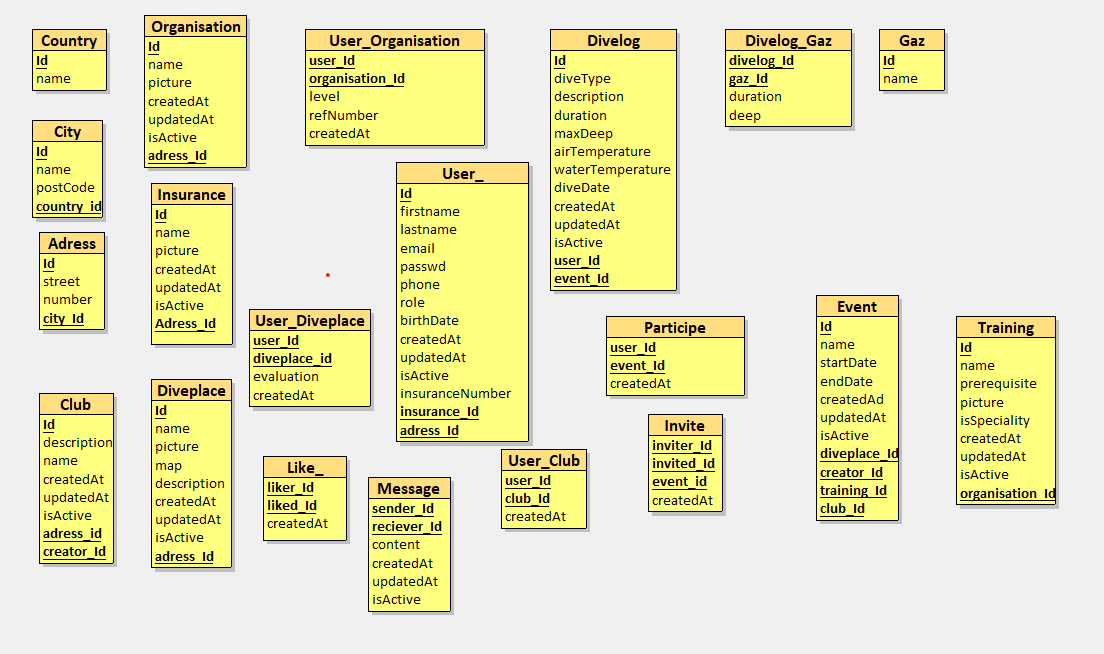 Country
Id
name
Organisation
Id
name
picture
createdAt
updatedAt
isActive
adress_Id
User_Organisation
user_Id
organisation_Id
level
refNumber
createdAt
Divelog
Id
diveType
description
duration
maxDeep
airTemperature
waterTemperature
diveDate
createdAt
updatedAt
isActive
user_Id
event_Id
Divelog_Gaz
divelog_Id
gaz_Id
duration
deep
Gaz
Id
name
City
Id
name
postCode
country_id
Insurance
Id
name
picture
createdAt
updatedAt
isActive
Adress_Id
User_
Id
firstname
lastname
email
passwd
phone
role
birthDate
createdAt
updatedAt
isActive
insuranceNumber
insurance_Id
adress_Id
Adress
Id
street
number
city_Id
User_Diveplace
user_Id
diveplace_id
evaluation
createdAt
Participe
user_Id
event_Id
createdAt
Event
Id
name
startDate
endDate
createdAd
updatedAt
isActive
diveplace_Id
creator_Id
training_Id
club_Id
Training
Id
name
prerequisite
picture
isSpeciality
createdAt
updatedAt
isActive
organisation_Id
Club
Id
description
name
createdAt
updatedAt
isActive
adress_id
creator_Id
Diveplace
Id
name
picture
map
description
createdAt
updatedAt
isActive
adress_Id
Like_
liker_Id
liked_Id
createdAt
Message
sender_Id
reciever_Id
content
createdAt
updatedAt
isActive
User_Club
user_Id
club_Id
createdAt
Invite
inviter_Id
invited_Id
event_id
createdAt